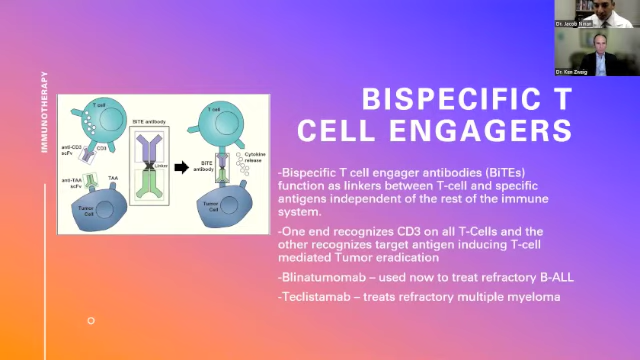 Dr. Ken Zweig
IMMUNOTHERAPY
BISPECIFIC T
CELL ENGAGERS
T cell
anti-CD3
scFv
CD3
anti-TAA
scFv
TAA
Tumor
Cell
BiTE antibody
Linker
T cell
BiTE
antibody
Cytokine
release
Tumor
Cell
-Bispecific T cell engager antibodies (BiTEs)
function as linkers between T-cell and specific
antigens independent of the rest of the immune
system.
-One end recognizes CD3 on all T-Cells and the
other recognizes target antigen inducing T-cell
mediated Tumor eradication
-Blinatumomab – used now to treat refractory B-ALL
-Teclistamab – treats refractory multiple myeloma